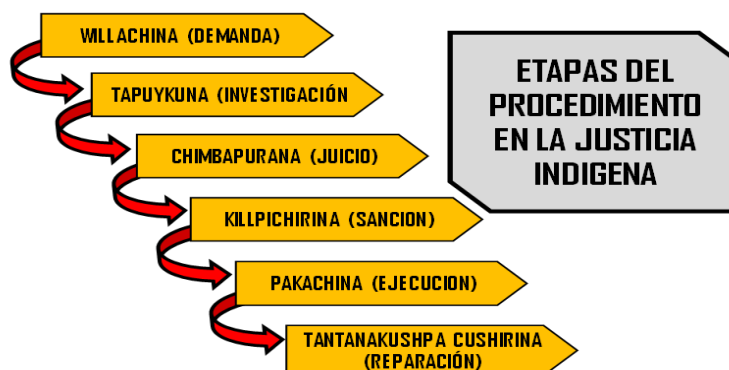 WILLACHINA (DEMANDA)
TAPUYKUNA (INVESTIGACIÓN
CHIMBAPURANA (JUICIO)
KILLPICHIRINA (SANCION)
PAKACHINA (EJECUCION)
TANTANAKUSHPA CUSHIRINA
(REPARACIÓN)
ETAPAS DEL
PROCEDIMIENTO
EN LA JUSTICIA
INDIGENA